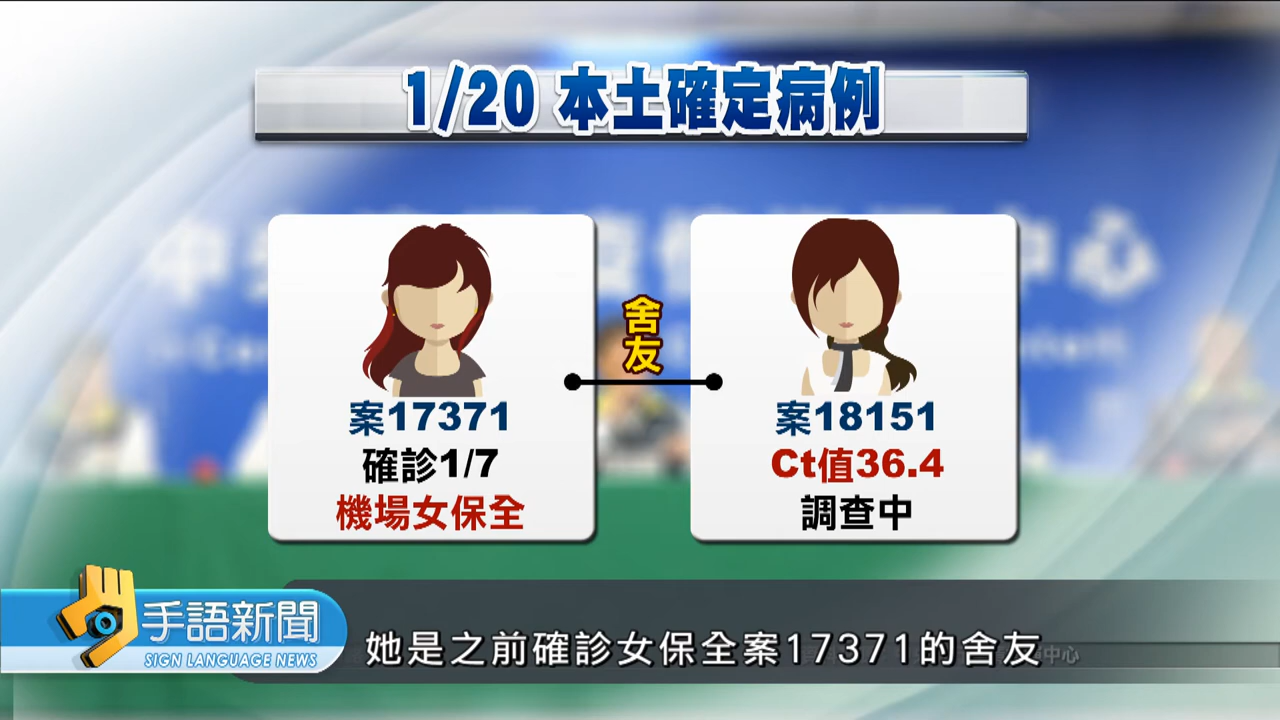 1/20 本土確定病例
舍友
案17371
確診1/7
機場女保全
案18151
Ct值36.4
調查中
手語新聞
SIGN LANGUAGE NEWS
她是之前確診女保全案17371的舍友
中心